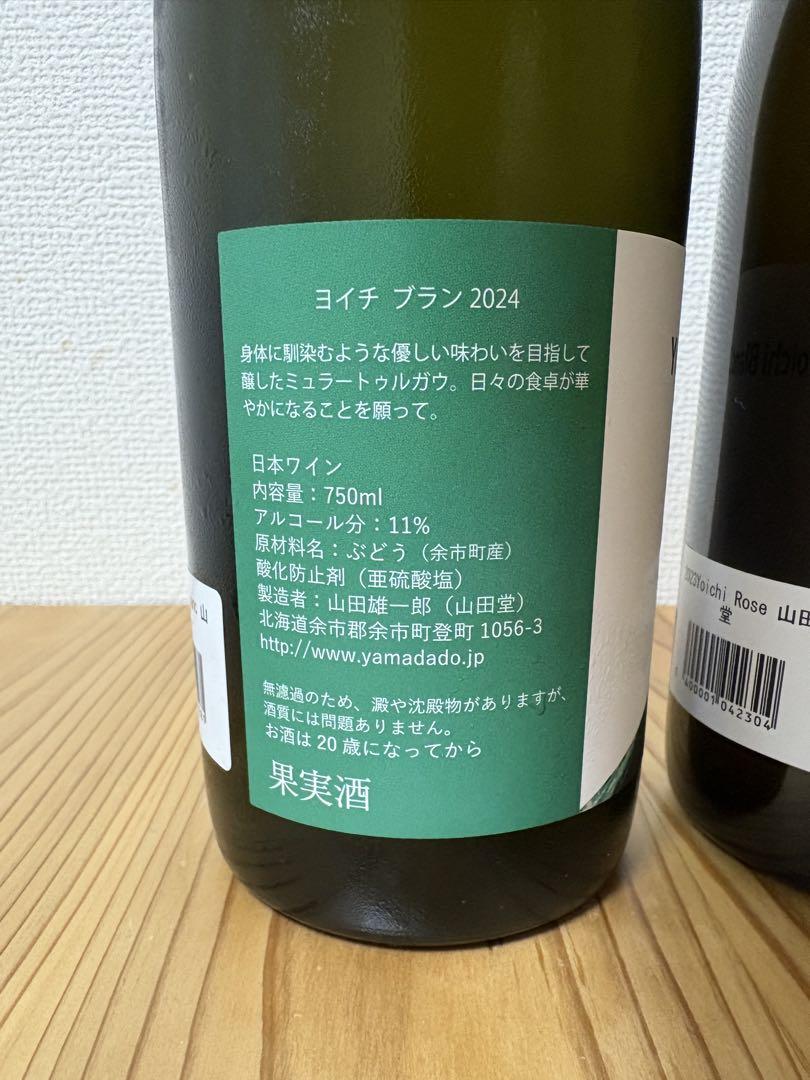 ヨイチ ブラン 2024
身体に馴染むような優しい味わいを目指して
醸したミュラートゥルガウ。日々の食卓が華
やかになることを願って。
日本ワイン
内容量：750ml
アルコール分：11%
原材料名：ぶどう（余市町産）
酸化防止剤（亜硫酸塩）
製造者：山田雄一郎（山田堂）
北海道余市郡余市町登町 1056-3
http://www.yamadado.jp
無濾過のため、澱や沈殿物がありますが、
酒質には問題ありません。
お酒は 20 歳になってから
果実酒
山
2023Yoichi Rose 山田
堂
400001 042304